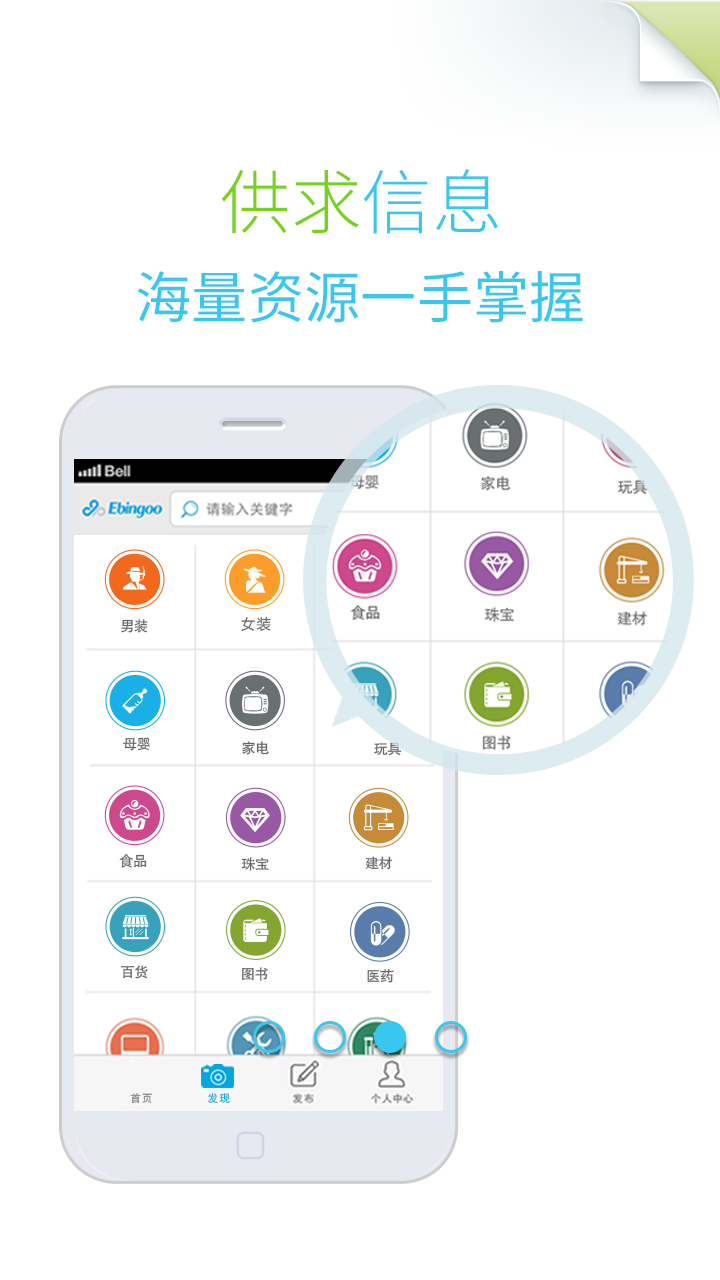 供求信息
海量资源一手掌握
Bell
Ebingoo 请输入关键字
男装 女装
母婴 家电 玩具
食品 珠宝 建材
百货 图书 医药
首页 发现 发布 个人中心
母婴 家电 玩具
食品 珠宝 建材
图书